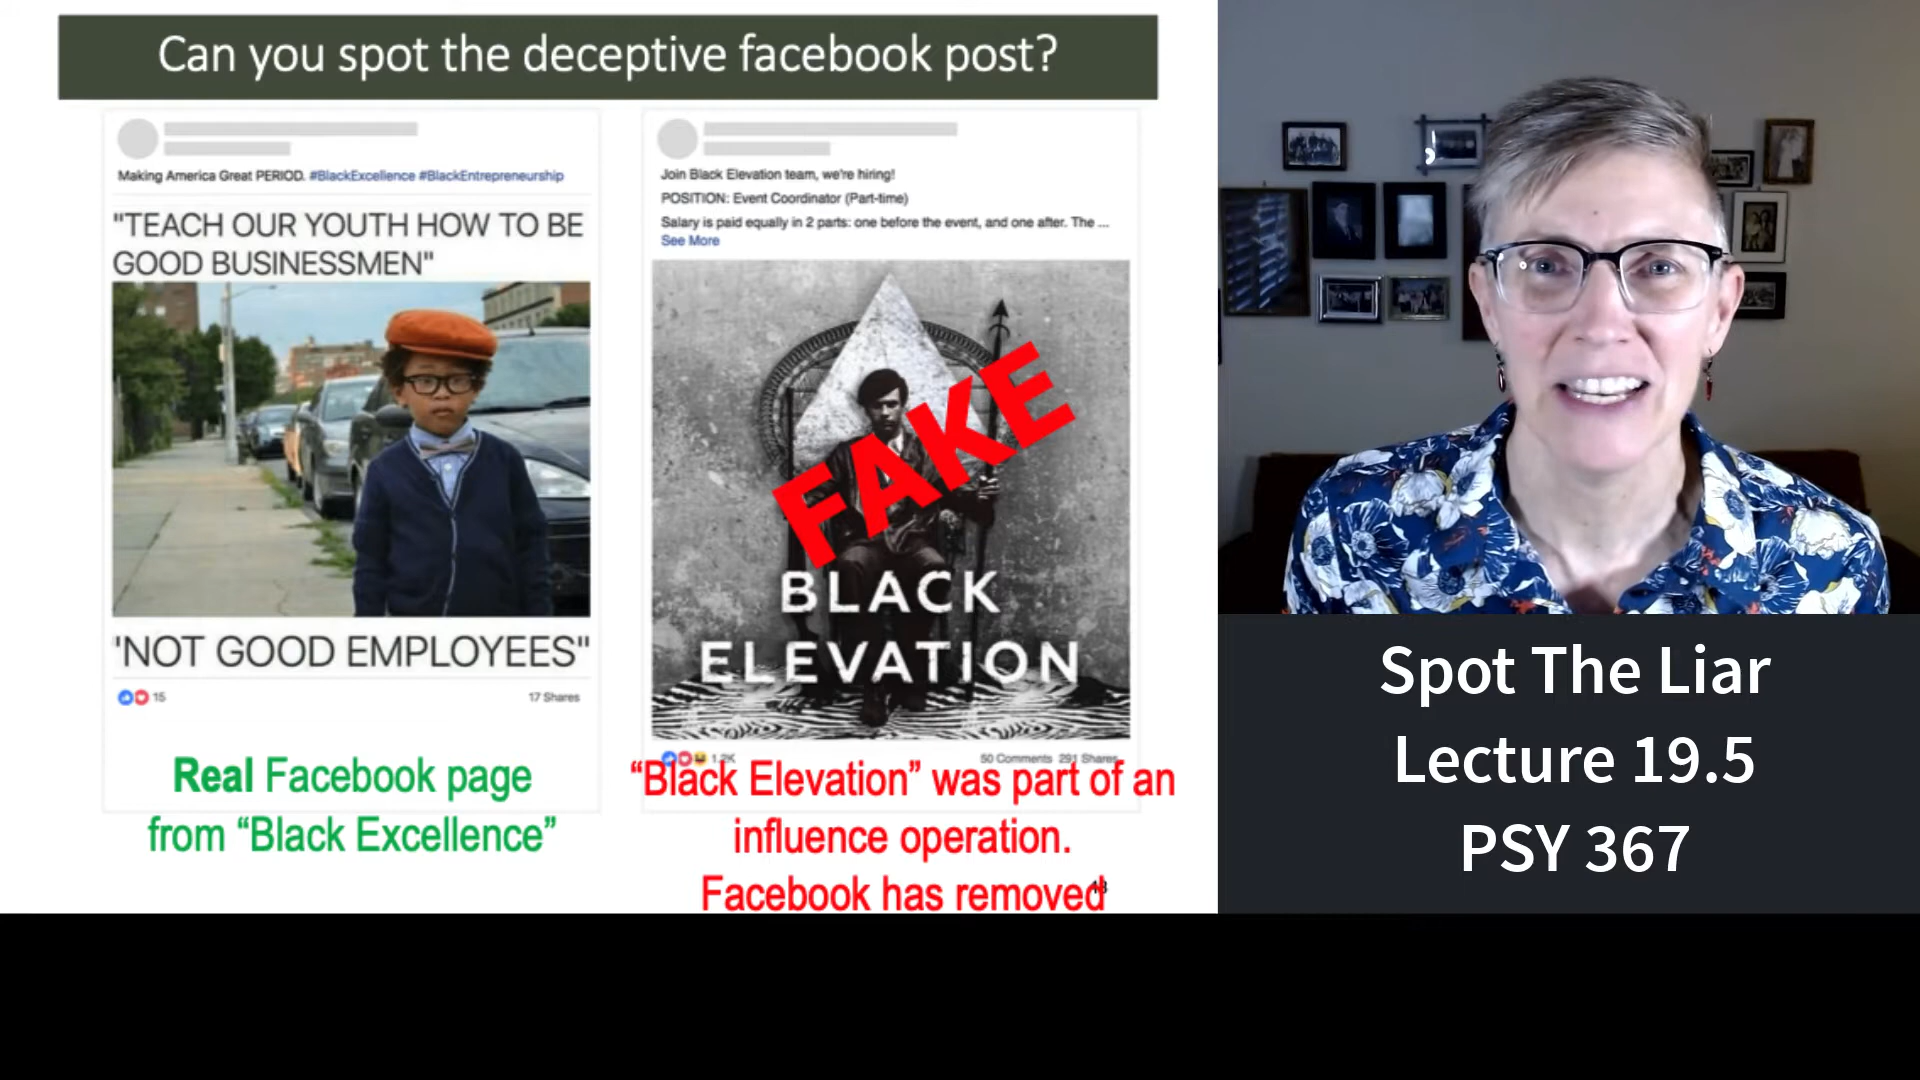 Can you spot the deceptive facebook post?
Making America Great PERIOD. #BlackExcellence #BlackEntrepreneurship
"TEACH OUR YOUTH HOW TO BE
GOOD BUSINESSMEN"
'NOT GOOD EMPLOYEES"
15
17 Shares
Real Facebook page
from “Black Excellence”
Join Black Elevation team, we're hiring!
POSITION: Event Coordinator (Part-time)
Salary is paid equally in 2 parts: one before the event, and one after. The ...
See More
FAKE
BLACK
ELEVATION
1.2K
50 Comments 291 Shares
“Black Elevation” was part of an
influence operation.
Facebook has removed
48
Spot The Liar
Lecture 19.5
PSY 367